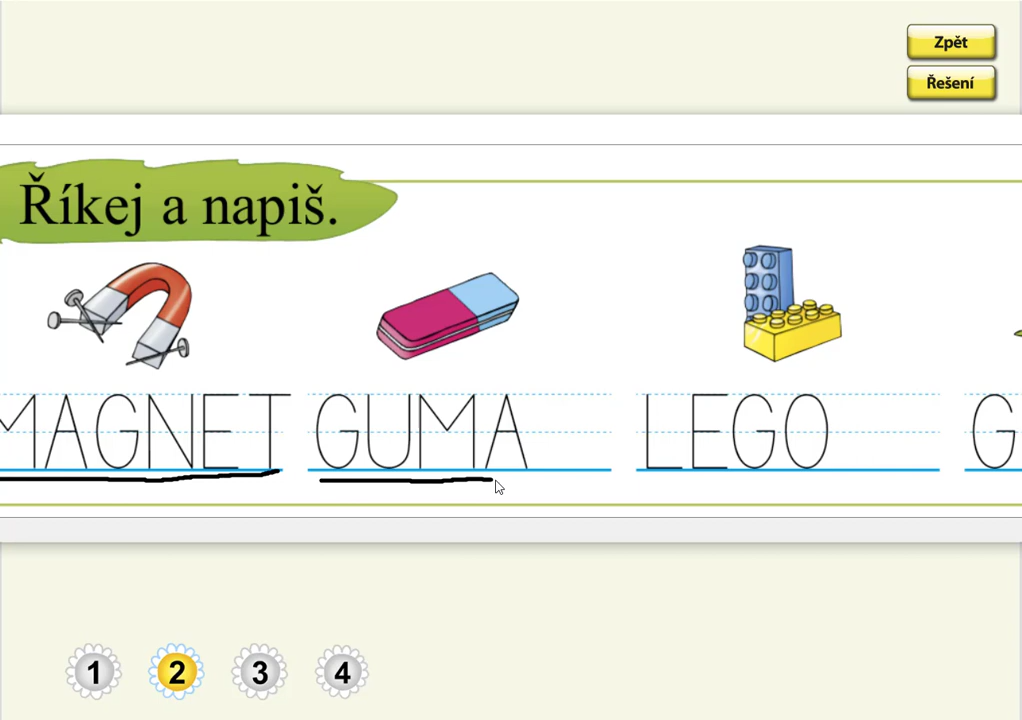 Zpět
Řešení
Říkej a napiš.
MAGNET GUMA LEGO G
1 2 3 4